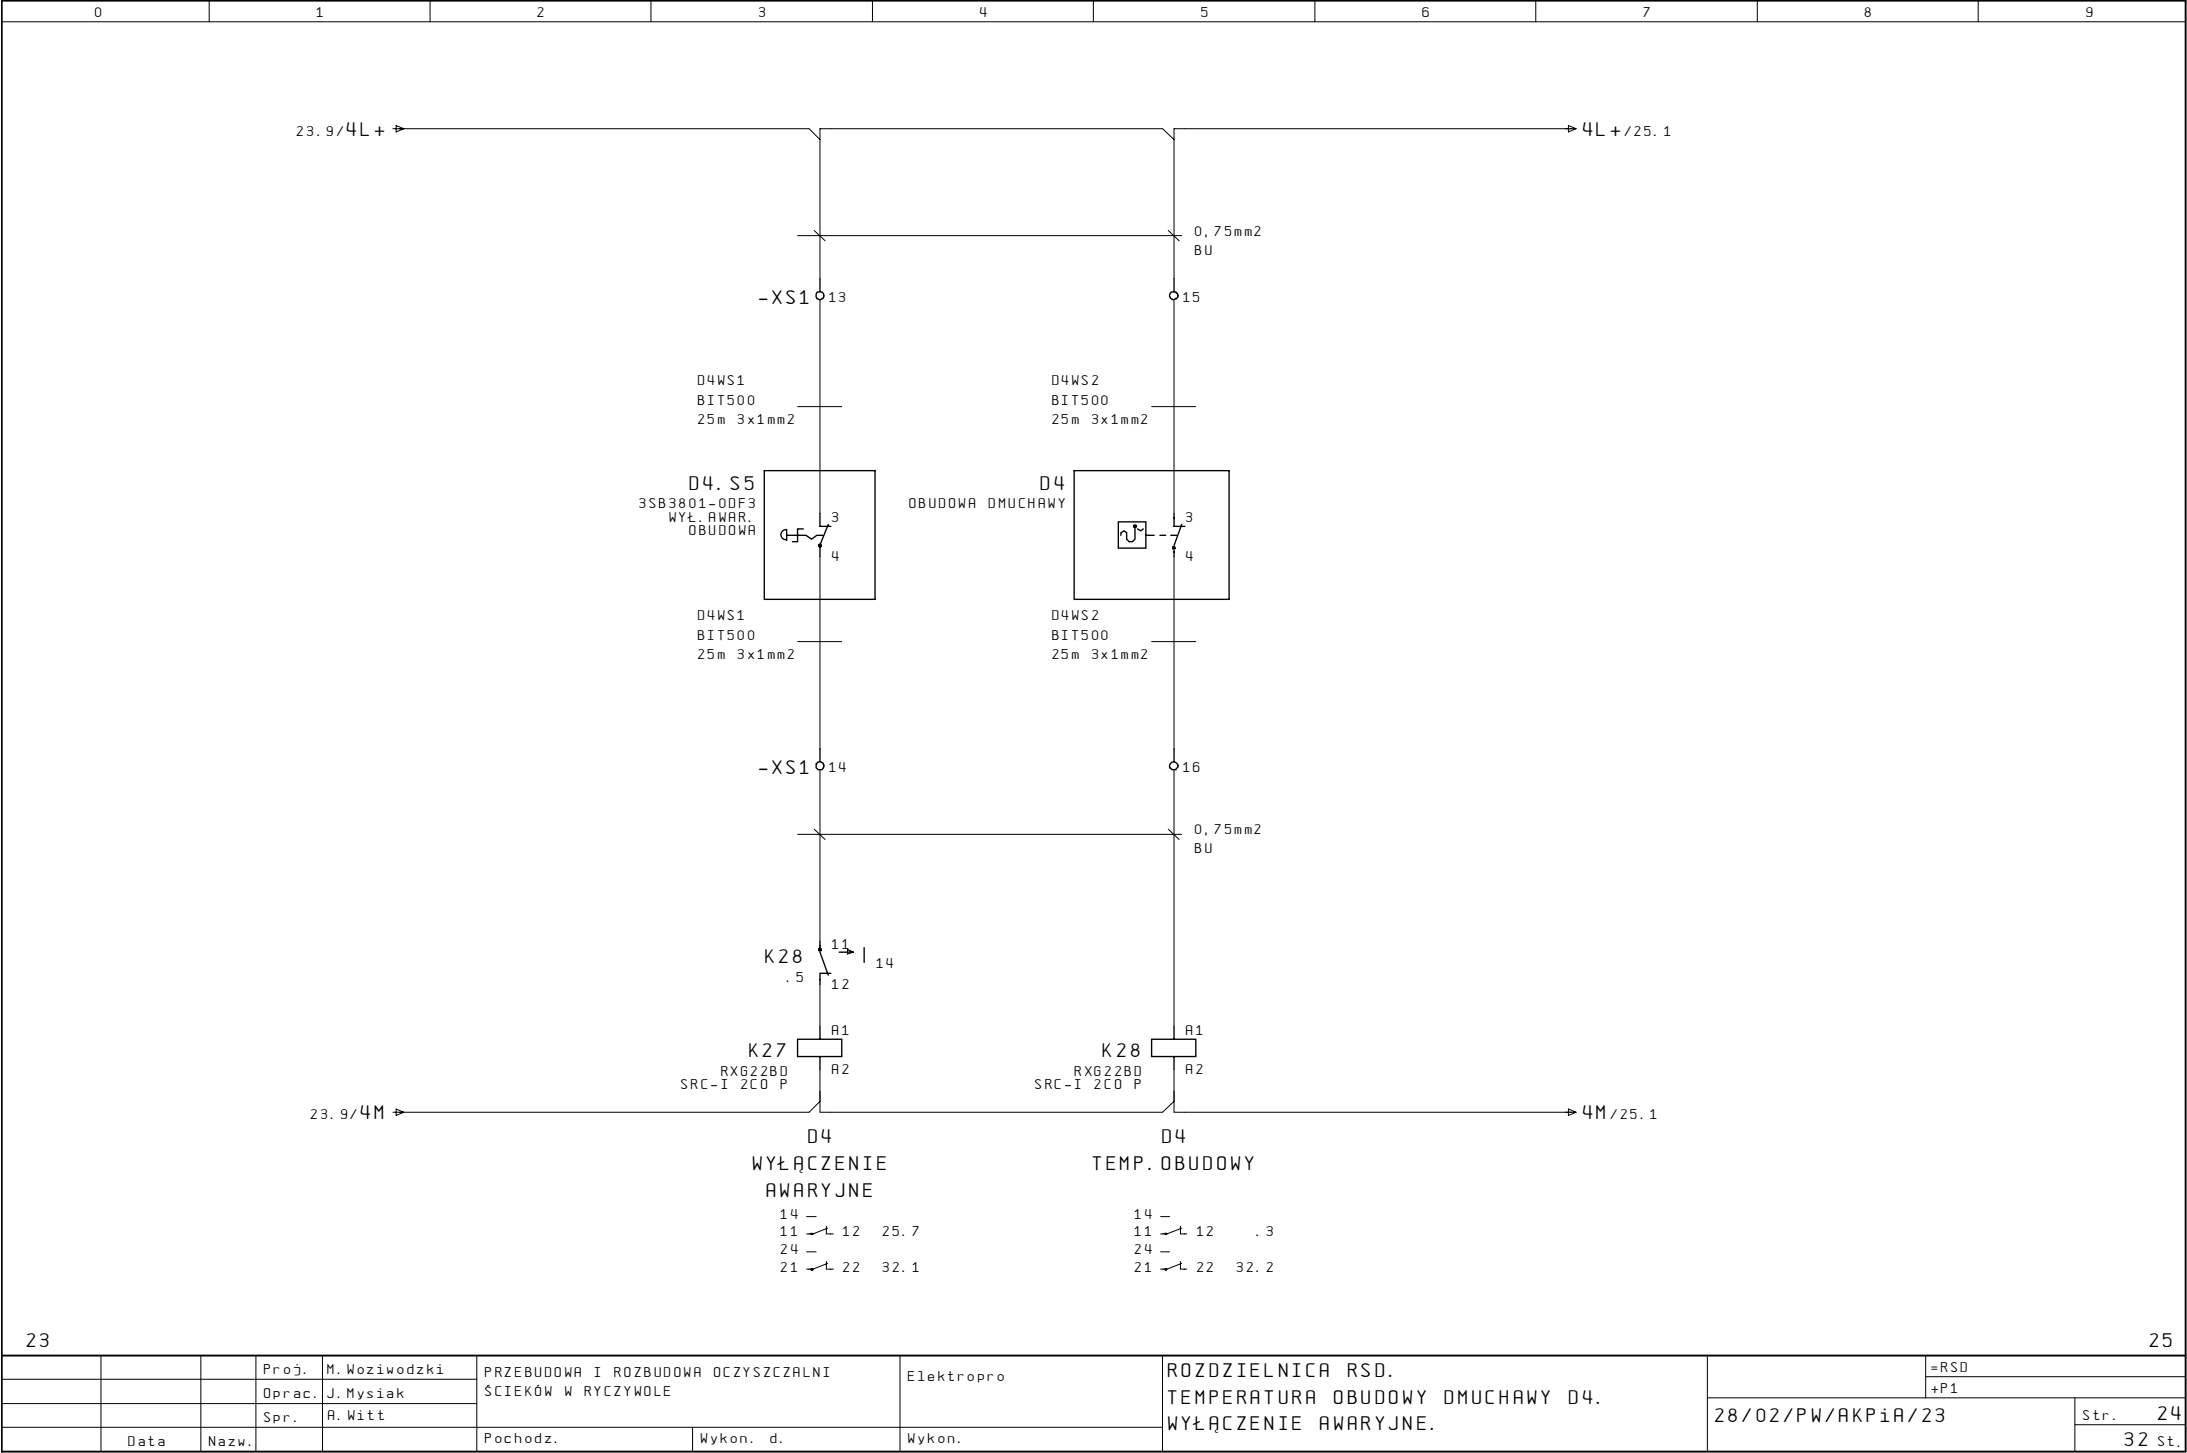 0 1 2 3 4 5 6 7 8 9
23.9/4L+ 4L+/25.1
0,75mm2
BU
-XS1 13 15
D4WS1 D4WS2
BIT500 BIT500
25m 3x1mm2 25m 3x1mm2
D4.S5 D4
3SB3801-0DF3 OBUDOWA DMUCHAWY
WYŁ.AWAR.
OBUDOWA
3 3
4 4
D4WS1 D4WS2
BIT500 BIT500
25m 3x1mm2 25m 3x1mm2
-XS1 14 16
0,75mm2
BU
11
K28 14
.5 12
A1 A1
K27 K28
RXG22BD A2 RXG22BD A2
SRC-I 2CO P SRC-I 2CO P
23.9/4M 4M/25.1
D4 D4
WYŁĄCZENIE TEMP.OBUDOWY
AWARYJNE
14 14
11 12 25.7 11 12 .3
24 24
21 22 32.1 21 22 32.2
23 25
Proj. M.Woziwodzki
Oprac. J.Mysiak
Spr. A.Witt
Data Nazw.
PRZEBUDOWA I ROZBUDOWA OCZYSZCZALNI
ŚCIEKÓW W RYCZYWOLE
Pochodz. Wykon. d.
Elektropro
Wykon.
ROZDZIELNICA RSD.
TEMPERATURA OBUDOWY DMUCHAWY D4.
WYŁĄCZENIE AWARYJNE.
=RSD
+P1
28/02/PW/AKPiA/23
Str. 24
32 St.